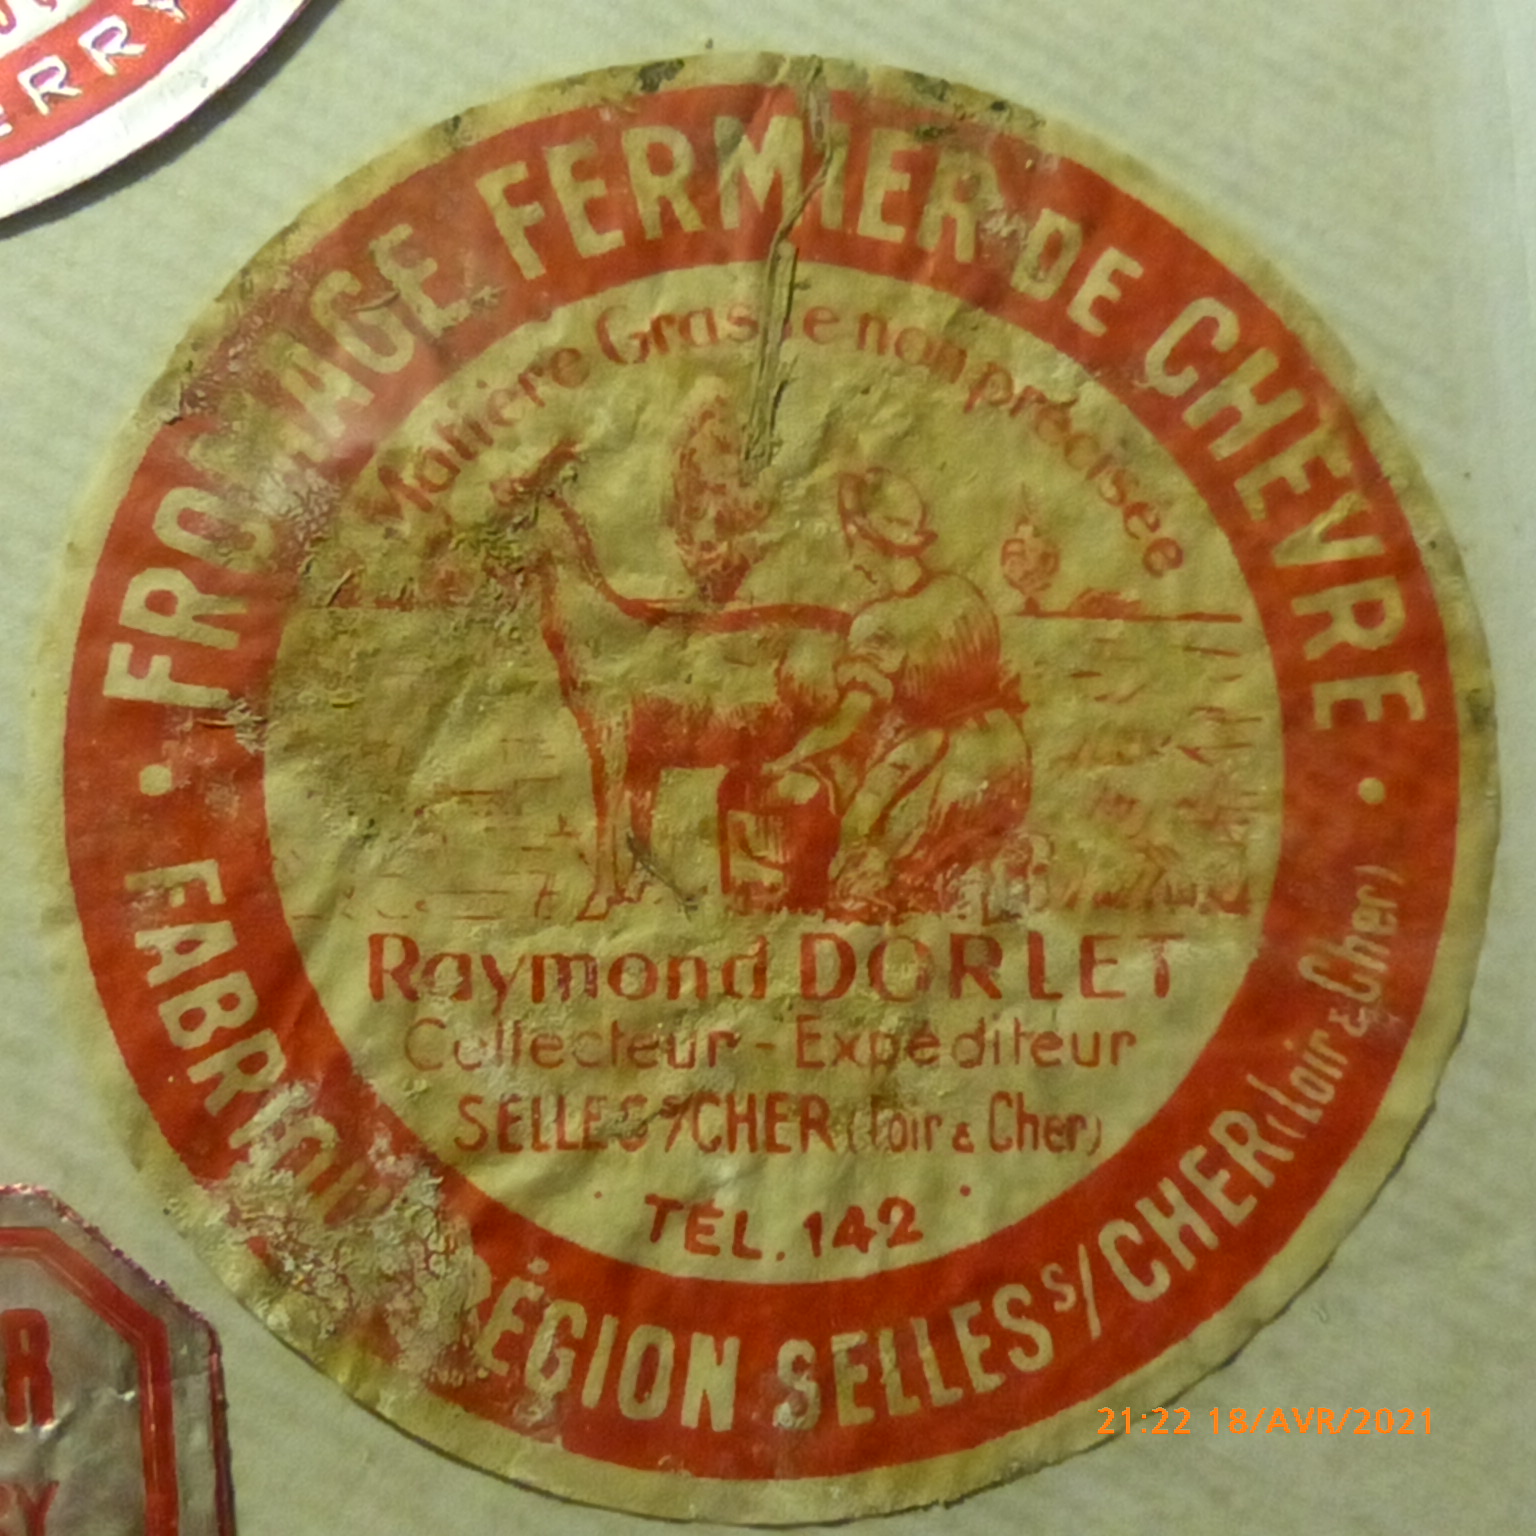 • FROMAGE FERMIER DE CHEVRE •
Matière Grasse non précisée
Raymond DORLET
Collecteur - Expéditeur
SELLES s/CHER (Loir & Cher)
• TÉL. 142 •
RÉGION SELLES s/CHER (Loir & Cher)
21:22 18/AVR/2021